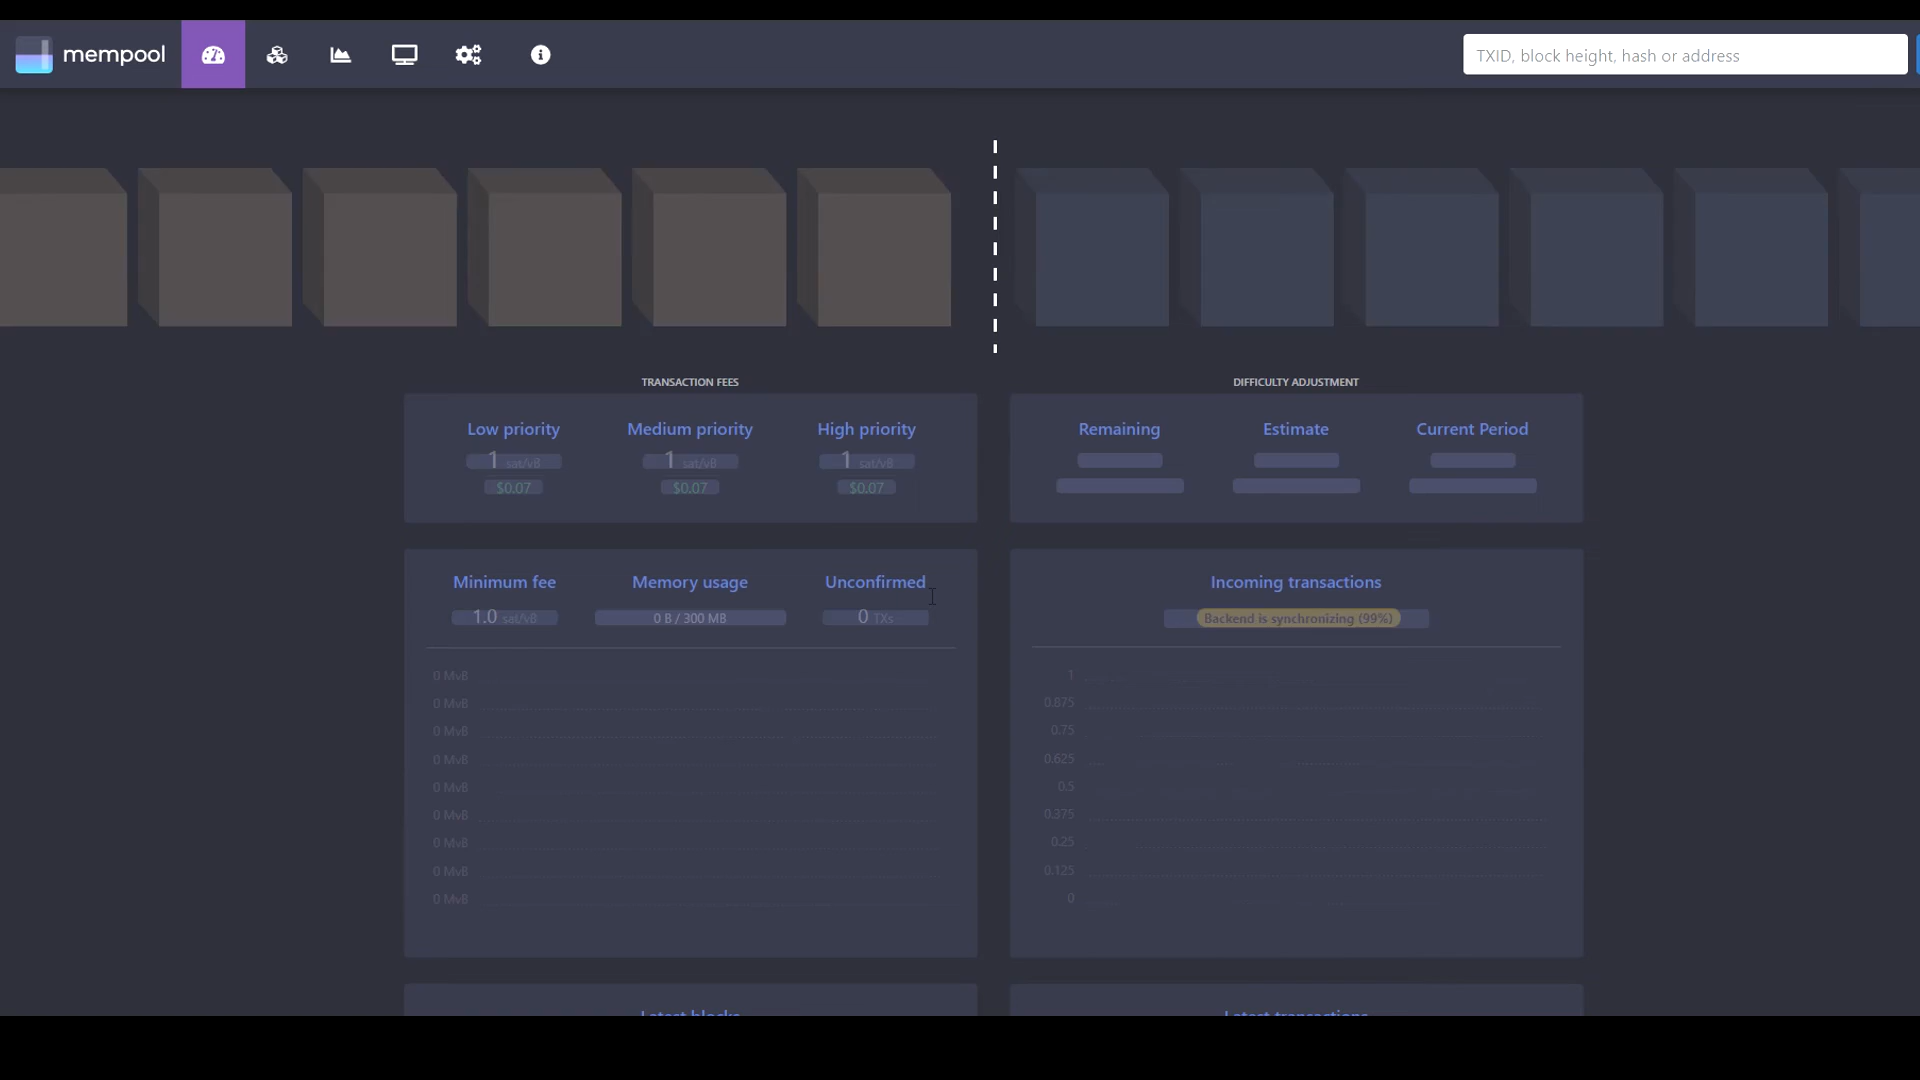 mempool
TXID, block height, hash or address
TRANSACTION FEES
Low priority
Medium priority
High priority
1 sat/vB
1 sat/vB
1 sat/vB
$0.07
$0.07
$0.07
DIFFICULTY ADJUSTMENT
Remaining
Estimate
Current Period
Minimum fee
Memory usage
Unconfirmed
1.0 sat/vB
0 B / 300 MB
0 TXs
0 MvB
0 MvB
0 MvB
0 MvB
0 MvB
0 MvB
0 MvB
0 MvB
0 MvB
Incoming transactions
Backend is synchronizing (99%)
1
0.875
0.75
0.625
0.5
0.375
0.25
0.125
0
Latest blocks
Latest transactions